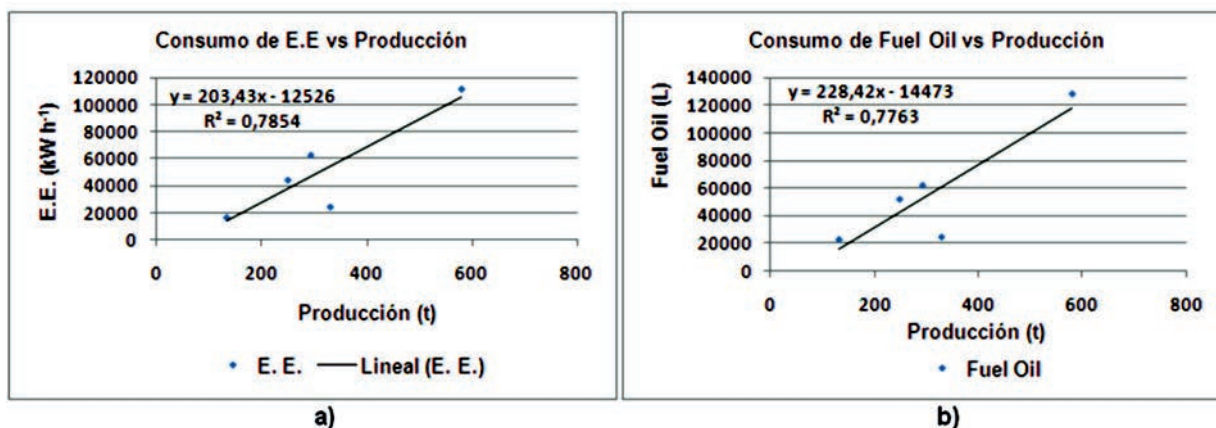 Consumo de E.E vs Producción
E.E. (kW h⁻¹)
120000
100000
80000
60000
40000
20000
0
y = 203,43x - 12526
R² = 0,7854
0 200 400 600 800
Producción (t)
E. E. Lineal (E. E.)
a)
Consumo de Fuel Oil vs Producción
Fuel Oil (L)
140000
120000
100000
80000
60000
40000
20000
0
y = 228,42x - 14473
R² = 0,7763
0 200 400 600 800
Producción (t)
Fuel Oil
b)